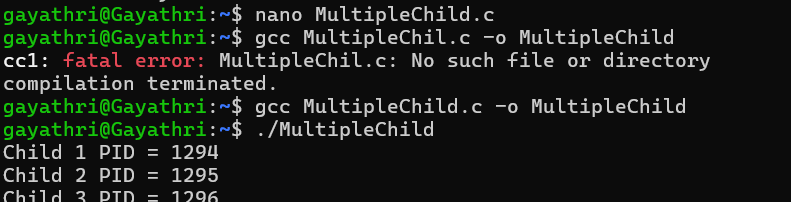 gayathri@Gayathri:~$ nano MultipleChild.c
gayathri@Gayathri:~$ gcc MultipleChil.c -o MultipleChild
cc1: fatal error: MultipleChil.c: No such file or directory
compilation terminated.
gayathri@Gayathri:~$ gcc MultipleChild.c -o MultipleChild
gayathri@Gayathri:~$ ./MultipleChild
Child 1 PID = 1294
Child 2 PID = 1295
Child 3 PID = 1296